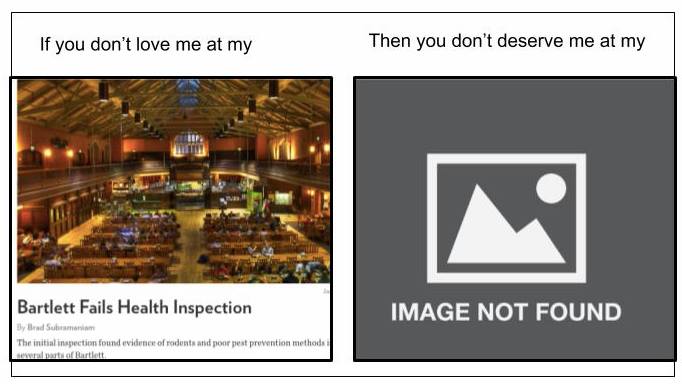 If you don't love me at my
Then you don't deserve me at my
Bartlett Fails Health Inspection
By Brad Subramaniam
The initial inspection found evidence of rodents and poor pest prevention methods
several parts of Bartlett.
IMAGE NOT FOUND